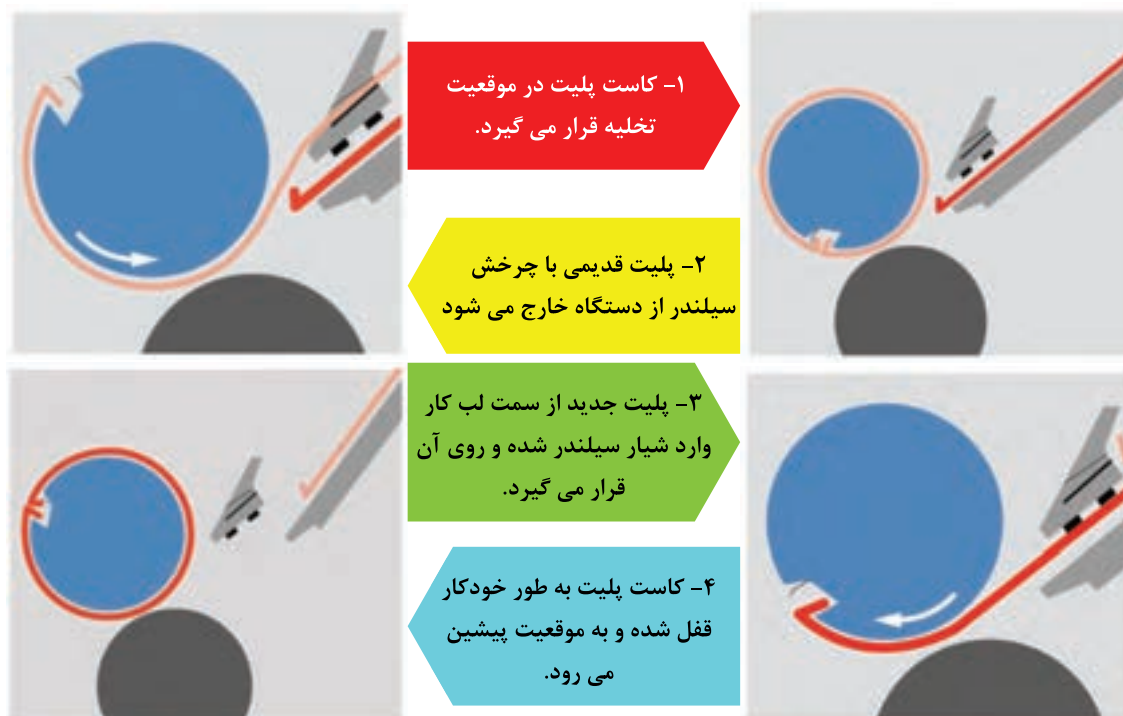 ۱- کاست پلیت در موقعیت
تخلیه قرار می گیرد.
۲- پلیت قدیمی با چرخش
سیلندر از دستگاه خارج می شود
۳- پلیت جدید از سمت لب کار
وارد شیار سیلندر شده و روی آن
قرار می گیرد.
۴- کاست پلیت به طور خودکار
قفل شده و به موقعیت پیشین
می رود.